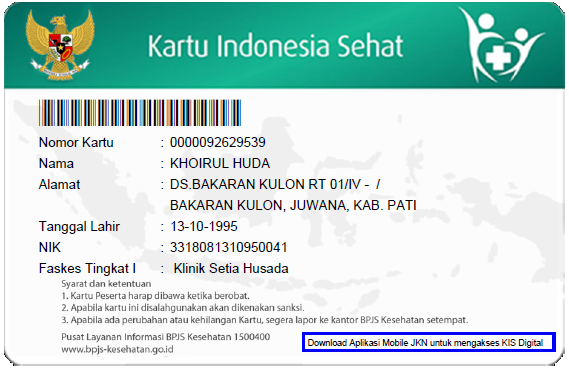 Kartu Indonesia Sehat
Nomor Kartu : 0000092629539
Nama : KHOIRUL HUDA
Alamat : DS.BAKARAN KULON RT 01/IV - /
BAKARAN KULON, JUWANA, KAB. PATI
Tanggal Lahir : 13-10-1995
NIK : 3318081310950041
Faskes Tingkat I : Klinik Setia Husada
Syarat dan ketentuan
1. Kartu Peserta harap dibawa ketika berobat.
2. Apabila kartu ini disalahgunakan akan dikenakan sanksi.
3. Apabila ada perubahan atau kehilangan Kartu, segera lapor ke kantor BPJS Kesehatan setempat.
Pusat Layanan Informasi BPJS Kesehatan 1500400
www.bpjs-kesehatan.go.id
Download Aplikasi Mobile JKN untuk mengakses KIS Digital